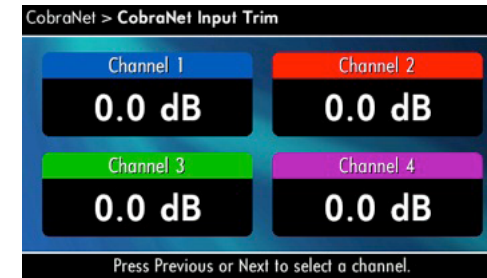 CobraNet > CobraNet Input Trim
Channel 1
0.0 dB
Channel 2
0.0 dB
Channel 3
0.0 dB
Channel 4
0.0 dB
Press Previous or Next to select a channel.